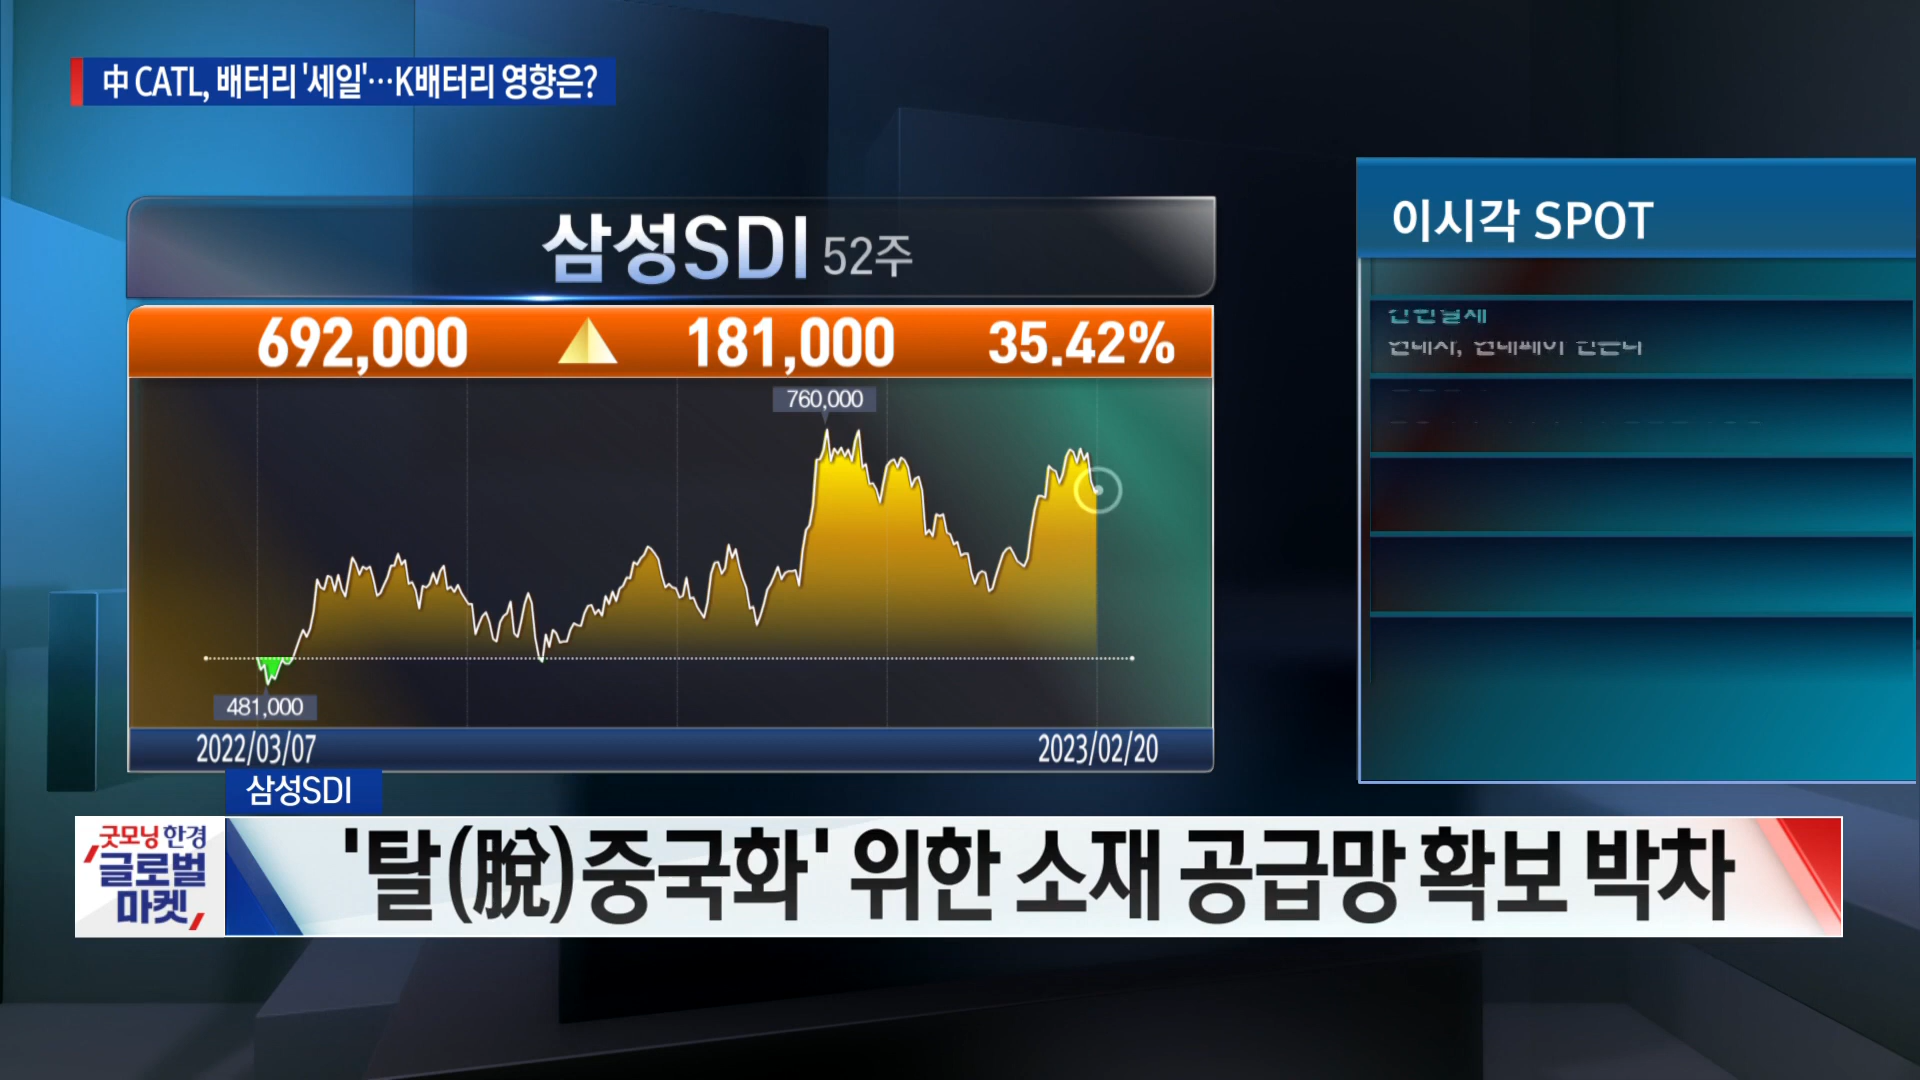 中 CATL, 배터리 '세일'…K배터리 영향은?
삼성SDI 52주
692,000 ▲ 181,000 35.42%
760,000
481,000
2022/03/07 2023/02/20
이시각 SPOT
삼성SDI
굿모닝 한경
글로벌
마켓
'탈(脫)중국화' 위한 소재 공급망 확보 박차